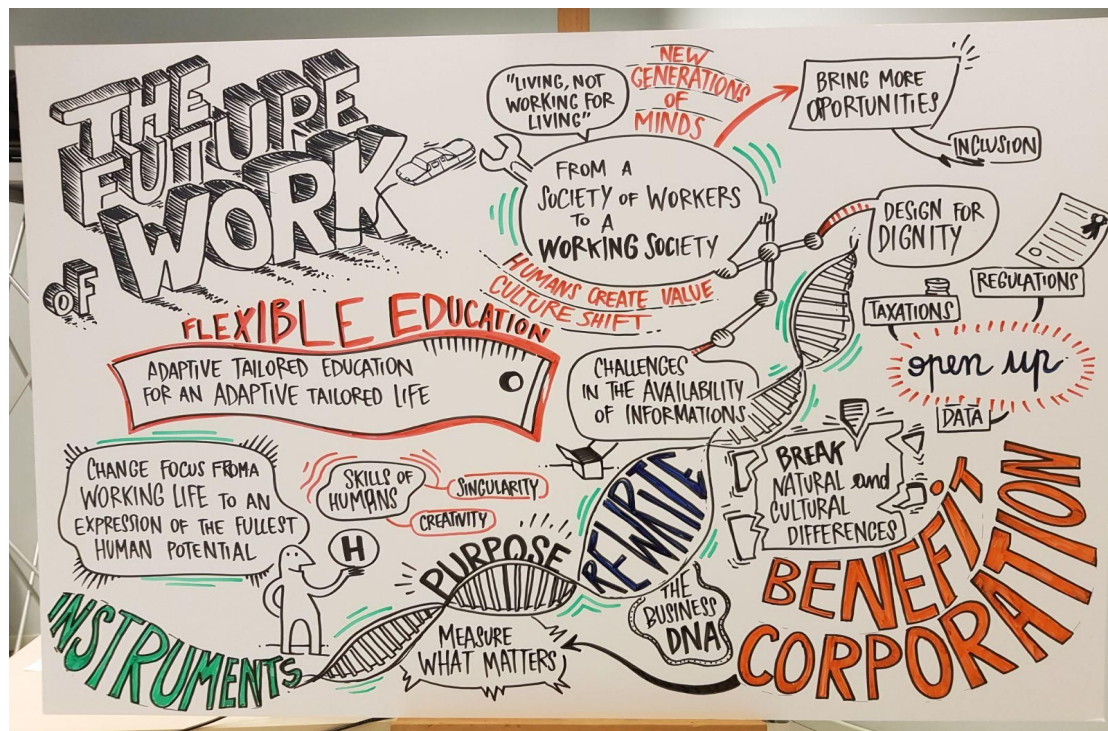 THE
FUTURE
OF WORK
"LIVING, NOT
WORKING FOR
LIVING"
NEW
GENERATIONS
OF
MINDS
BRING MORE
OPORTUNITIES
INCLUSION
FROM A
SOCIETY OF WORKERS
TO A
WORKING SOCIETY
HUMANS CREATE VALUE
CULTURE SHIFT
DESIGN FOR
DIGNITY
REGULATIONS
TAXATIONS
open up
DATA
FLEXIBLE EDUCATION
ADAPTIVE TAILORED EDUCATION
FOR AN ADAPTIVE TAILORED LIFE
CHALLENGES
IN THE AVAILABILITY
OF INFORMATIONS
CHANGE FOCUS FROM A
WORKING LIFE TO AN
EXPRESSION OF THE FULLEST
HUMAN POTENTIAL
SKILLS OF
HUMANS
SINGULARITY
CREATIVITY
H
BREAK
NATURAL and
CULTURAL
DIFFERENCES
REWRITE
THE
BUSINESS
DNA
PURPOSE
MEASURE
WHAT MATTERS
INSTRUMENTS
BENEFIT
CORPORATION